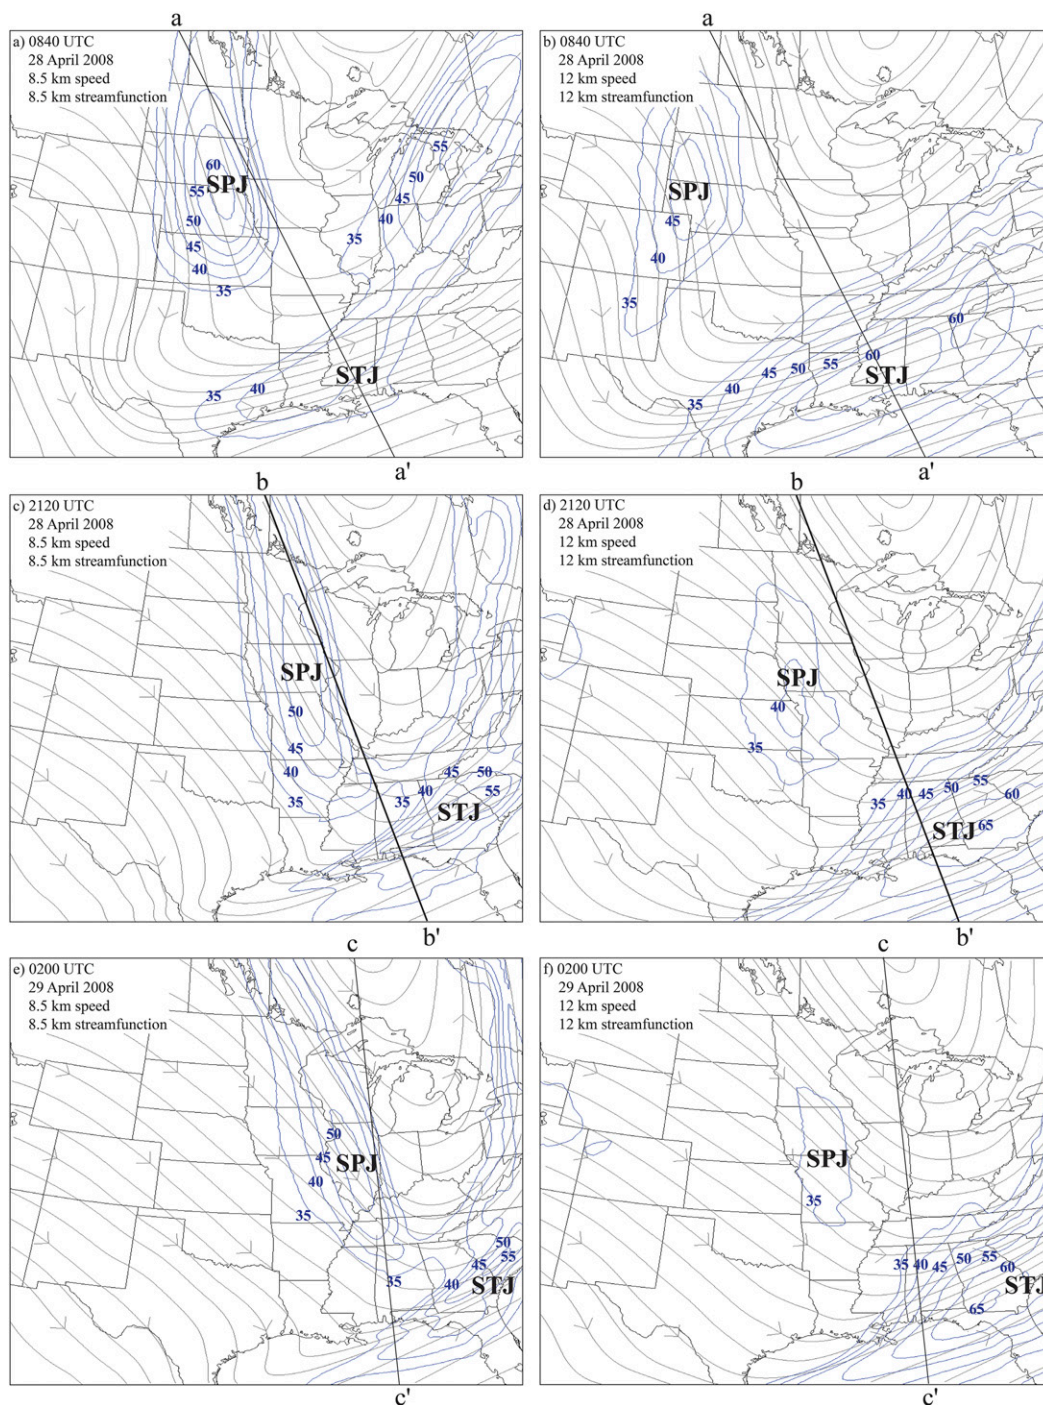 a
a) 0840 UTC
28 April 2008
8.5 km speed
8.5 km streamfunction
60
55
SPJ
50
45
40
35
55
50
45
40
35
35
40
STJ
a'
a
b) 0840 UTC
28 April 2008
12 km speed
12 km streamfunction
SPJ
45
40
35
60
60
55
50
45
40
35
STJ
a'
b
c) 2120 UTC
28 April 2008
8.5 km speed
8.5 km streamfunction
SPJ
50
45
40
35
45
50
40
35
55
STJ
b'
b
d) 2120 UTC
28 April 2008
12 km speed
12 km streamfunction
SPJ
40
35
35
40
45
50
55
60
STJ
65
b'
c
e) 0200 UTC
29 April 2008
8.5 km speed
8.5 km streamfunction
50
45
SPJ
40
35
50
55
45
35
40
STJ
c'
c
f) 0200 UTC
29 April 2008
12 km speed
12 km streamfunction
SPJ
35
35
40
45
50
55
60
STJ
65
c'